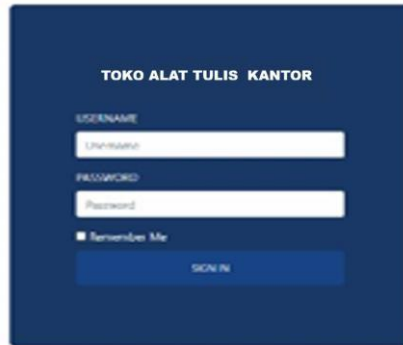 TOKO ALAT TULIS KANTOR
USERNAME
Username
PASSWORD
Password
Remember Me
SIGN IN